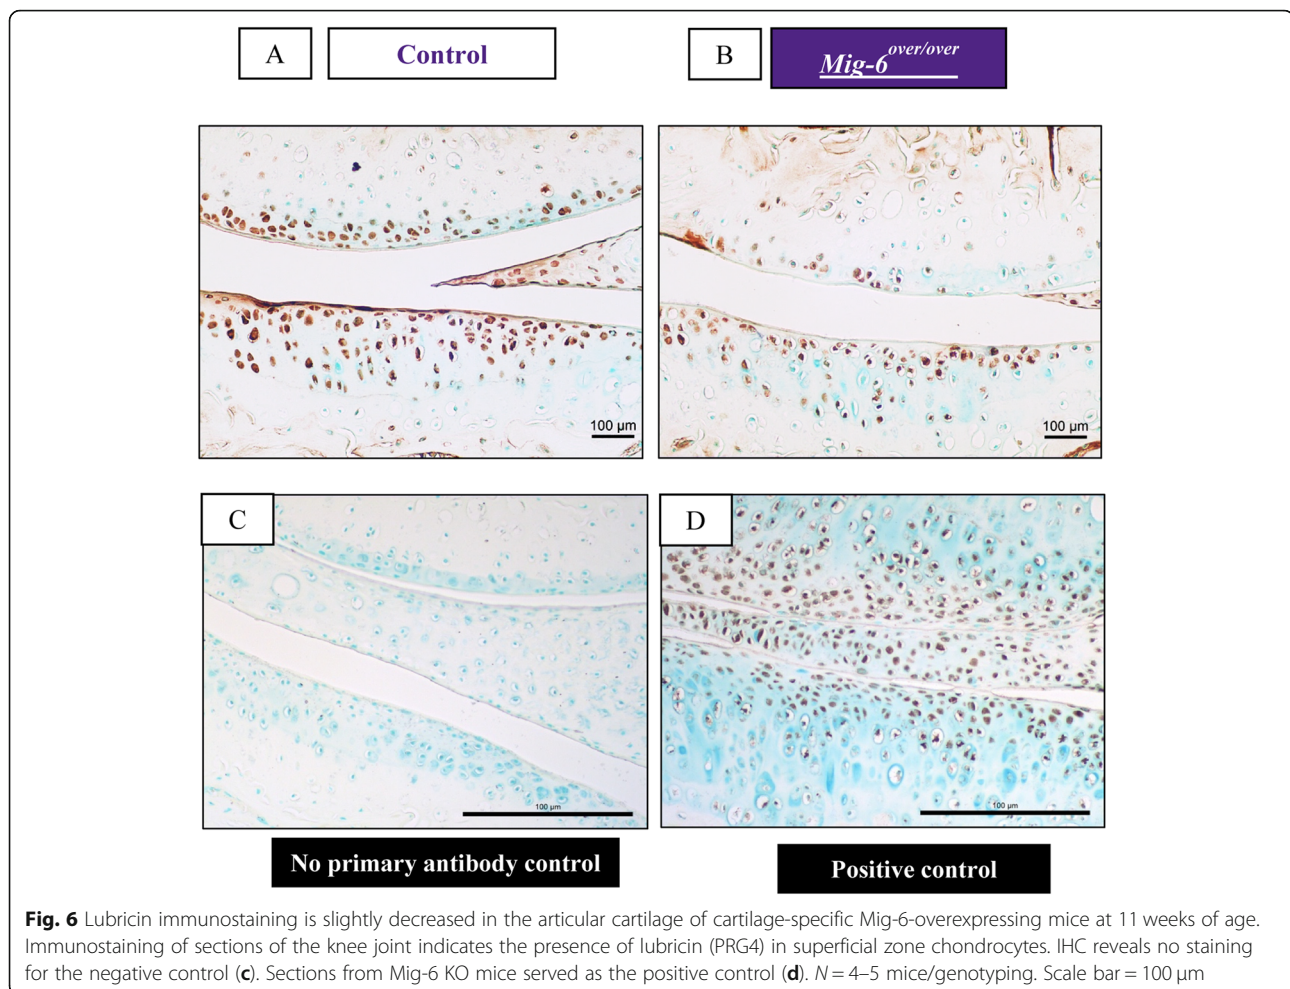 A
Control
B
Mig-6 over/over
100 µm
100 µm
C
D
100 µm
100 µm
No primary antibody control
Positive control
Fig. 6 Lubricin immunostaining is slightly decreased in the articular cartilage of cartilage-specific Mig-6-overexpressing mice at 11 weeks of age.
Immunostaining of sections of the knee joint indicates the presence of lubricin (PRG4) in superficial zone chondrocytes. IHC reveals no staining
for the negative control (c). Sections from Mig-6 KO mice served as the positive control (d). N = 4–5 mice/genotyping. Scale bar = 100 µm